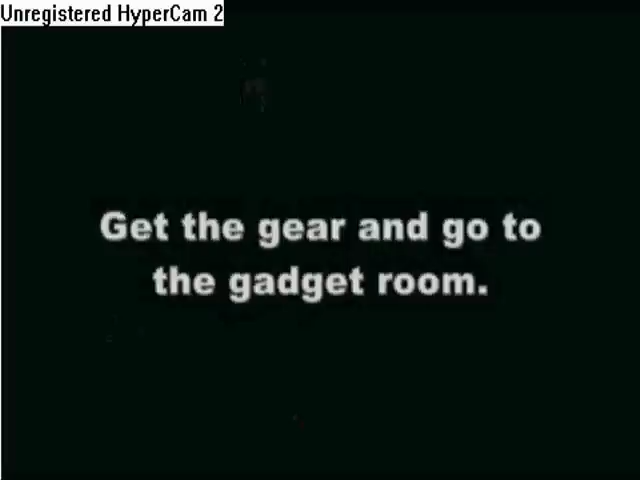 Unregistered HyperCam 2
Get the gear and go to
the gadget room.